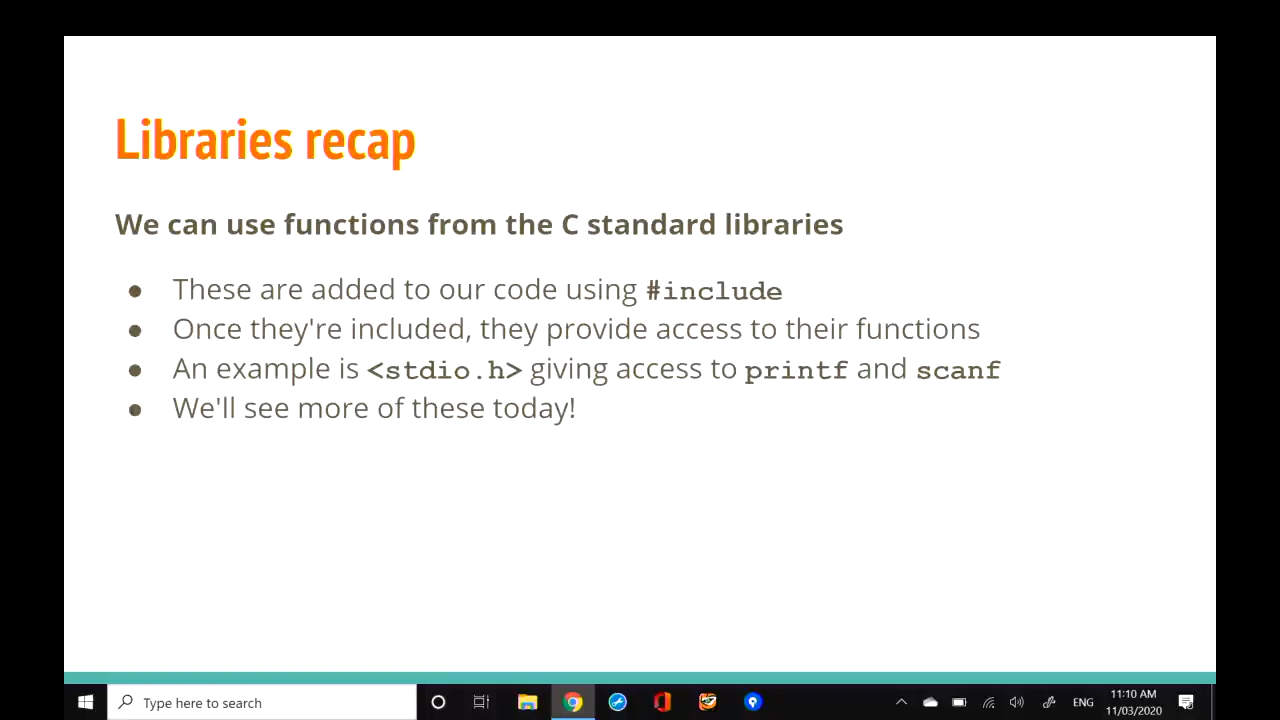 Libraries recap
We can use functions from the C standard libraries
● These are added to our code using #include
● Once they're included, they provide access to their functions
● An example is <stdio.h> giving access to printf and scanf
● We'll see more of these today!
Type here to search
ENG
11:10 AM
11/03/2020